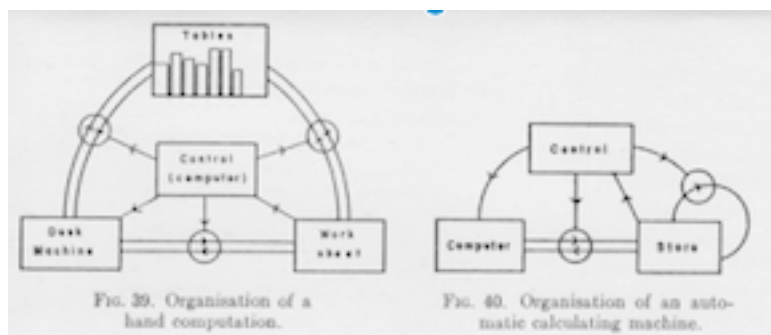 Tables
Control
(computer)
Desk
Machine
Work
sheet
FIG. 39. Organisation of a
hand computation.
Control
Computer
Store
FIG. 40. Organisation of an auto-
matic calculating machine.